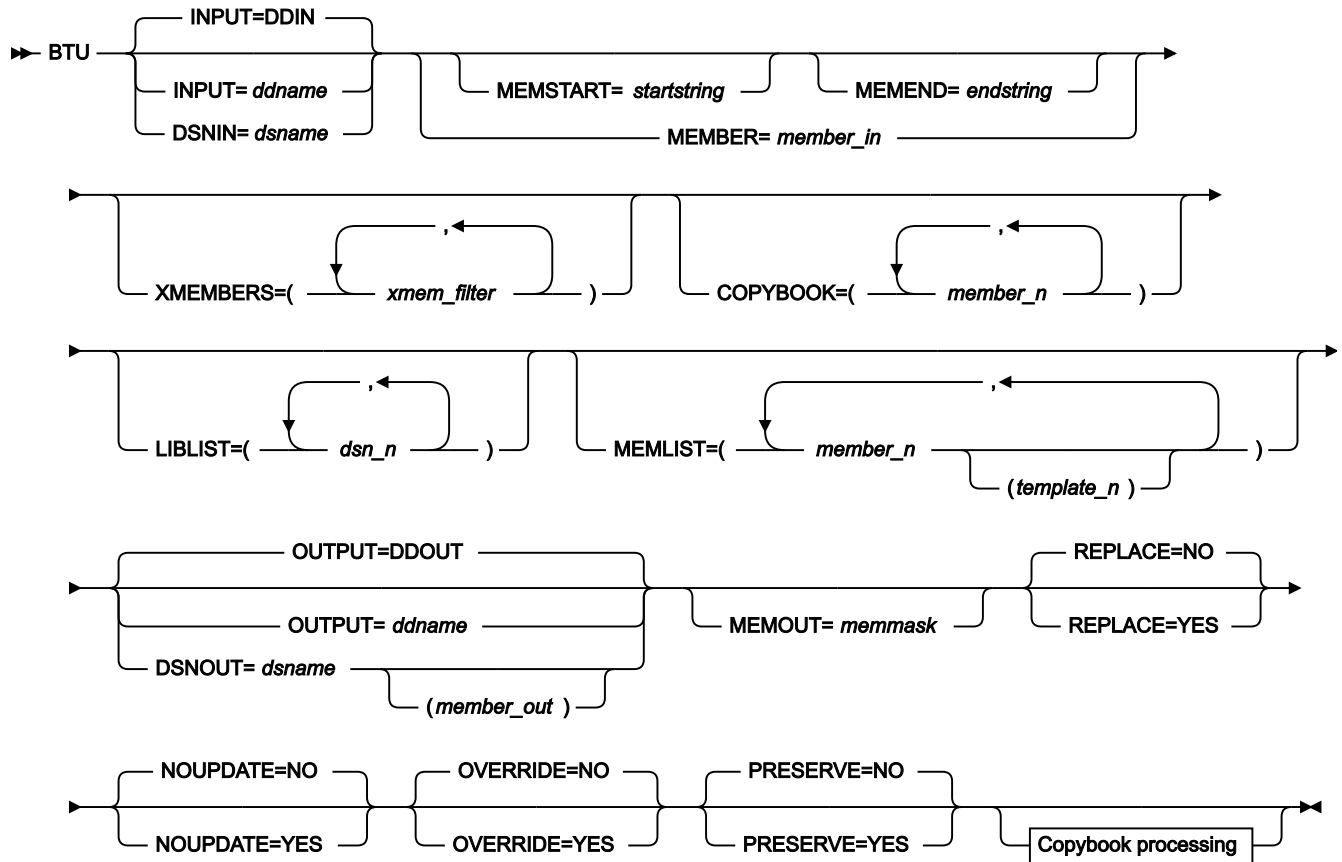 INPUT=DDIN
BTU
INPUT= ddname
DSNIN= dsname
MEMSTART= startstring
MEMEND= endstring
MEMBER= member_in
,
XMEMBERS=( xmem_filter )
,
COPYBOOK=( member_n )
,
LIBLIST=( dsn_n )
,
MEMLIST=( member_n )
(template_n )
OUTPUT=DDOUT
OUTPUT= ddname
DSNOUT= dsname
(member_out )
MEMOUT= memmask
REPLACE=NO
REPLACE=YES
NOUPDATE=NO
NOUPDATE=YES
OVERRIDE=NO
OVERRIDE=YES
PRESERVE=NO
PRESERVE=YES
Copybook processing